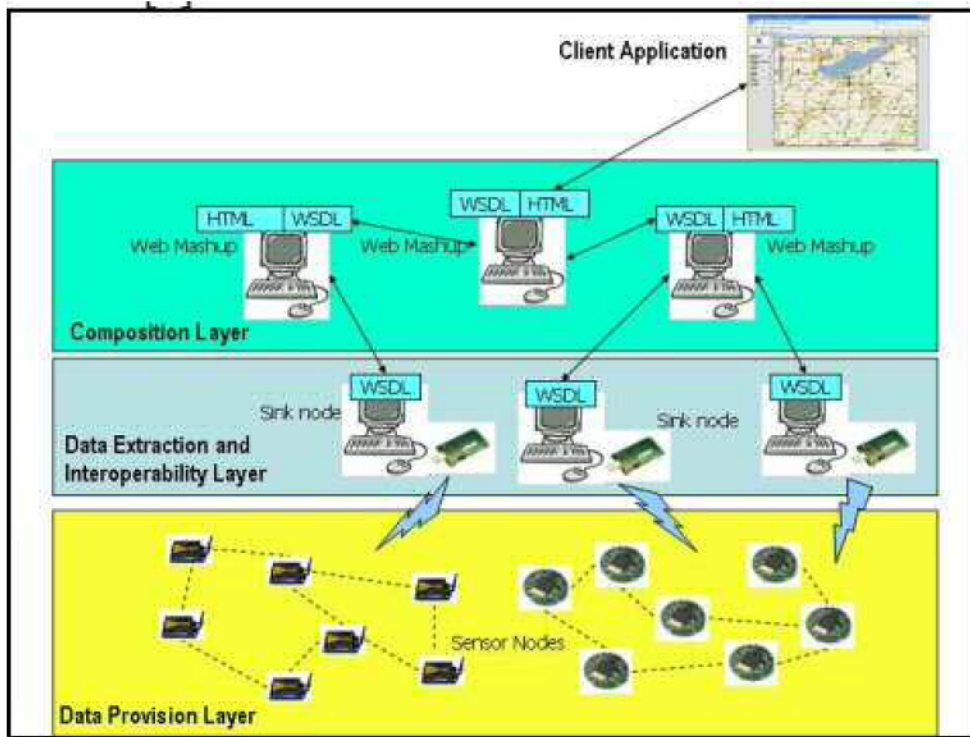 Client Application
WSDL HTML
HTML WSDL
WSDL HTML
Web Mashup
Web Mashup
Web Mashup
Composition Layer
WSDL
WSDL
WSDL
Sink node
Sink node
Data Extraction and
Interoperability Layer
Sensor Nodes
Data Provision Layer